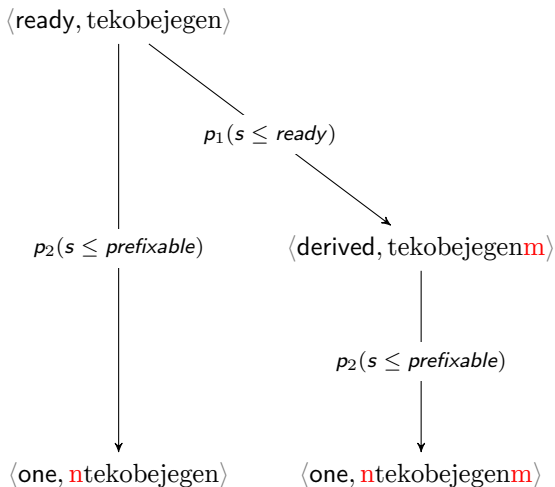 ⟨ready, tekobejegen⟩
p₁(s ≤ ready)
p₂(s ≤ prefixable)
⟨derived, tekobejegenm⟩
p₂(s ≤ prefixable)
⟨one, ntekobejegen⟩
⟨one, ntekobejegenm⟩